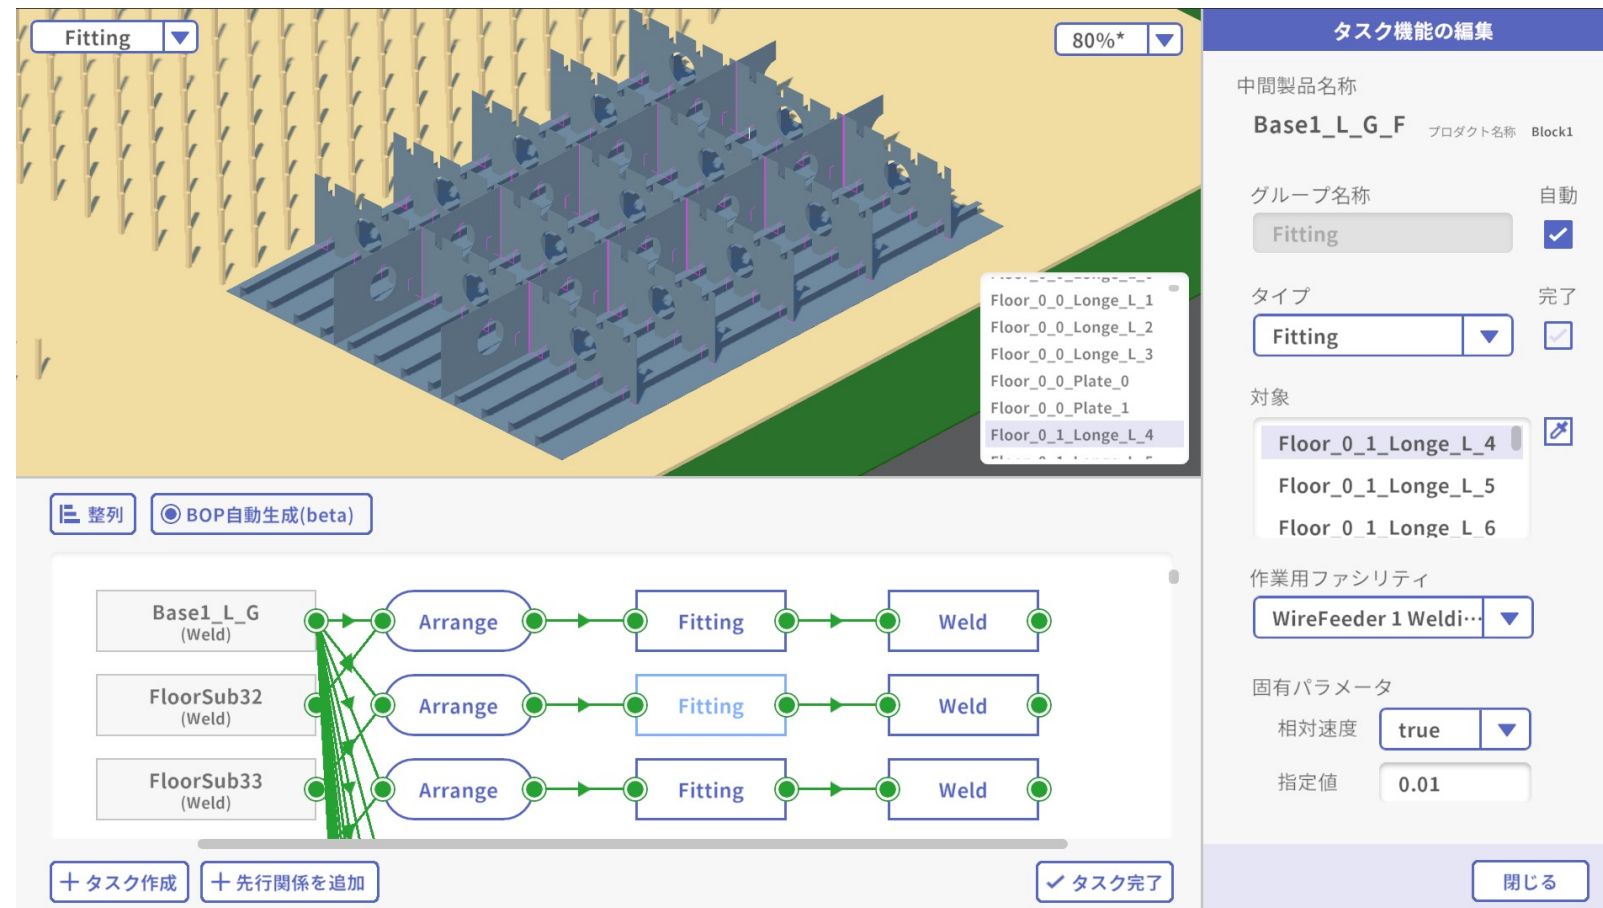 Fitting
80%*
Floor_0_0_Longe_L_1
Floor_0_0_Longe_L_2
Floor_0_0_Longe_L_3
Floor_0_0_Plate_0
Floor_0_0_Plate_1
Floor_0_1_Longe_L_4
整列
BOP自動生成(beta)
Base1_L_G
(Weld)
Arrange
Fitting
Weld
FloorSub32
(Weld)
Arrange
Fitting
Weld
FloorSub33
(Weld)
Arrange
Fitting
Weld
タスク作成
先行関係を追加
タスク完了
タスク機能の編集
中間製品名称
Base1_L_G_F プロダクト名称 Block1
グループ名称 自動
Fitting
タイプ 完了
Fitting
対象
Floor_0_1_Longe_L_4
Floor_0_1_Longe_L_5
Floor_0_1_Longe_L_6
作業用ファシリティ
WireFeeder 1 Weldi…
固有パラメータ
相対速度 true
指定値 0.01
閉じる